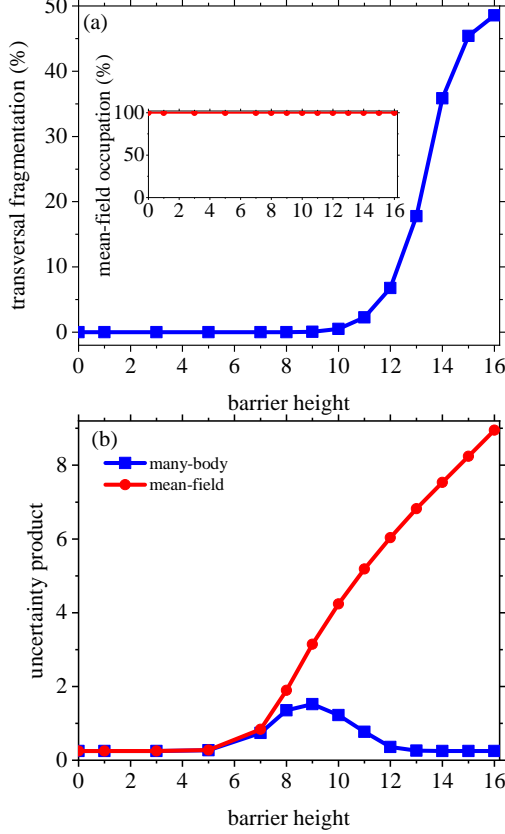 (a)
transversal fragmentation (%)
50
40
30
20
10
0
mean-field occupation (%)
100
50
0
0 2 4 6 8 10 12 14 16
0 2 4 6 8 10 12 14 16
barrier height
(b)
many-body
mean-field
uncertainty product
8
6
4
2
0
0 2 4 6 8 10 12 14 16
barrier height